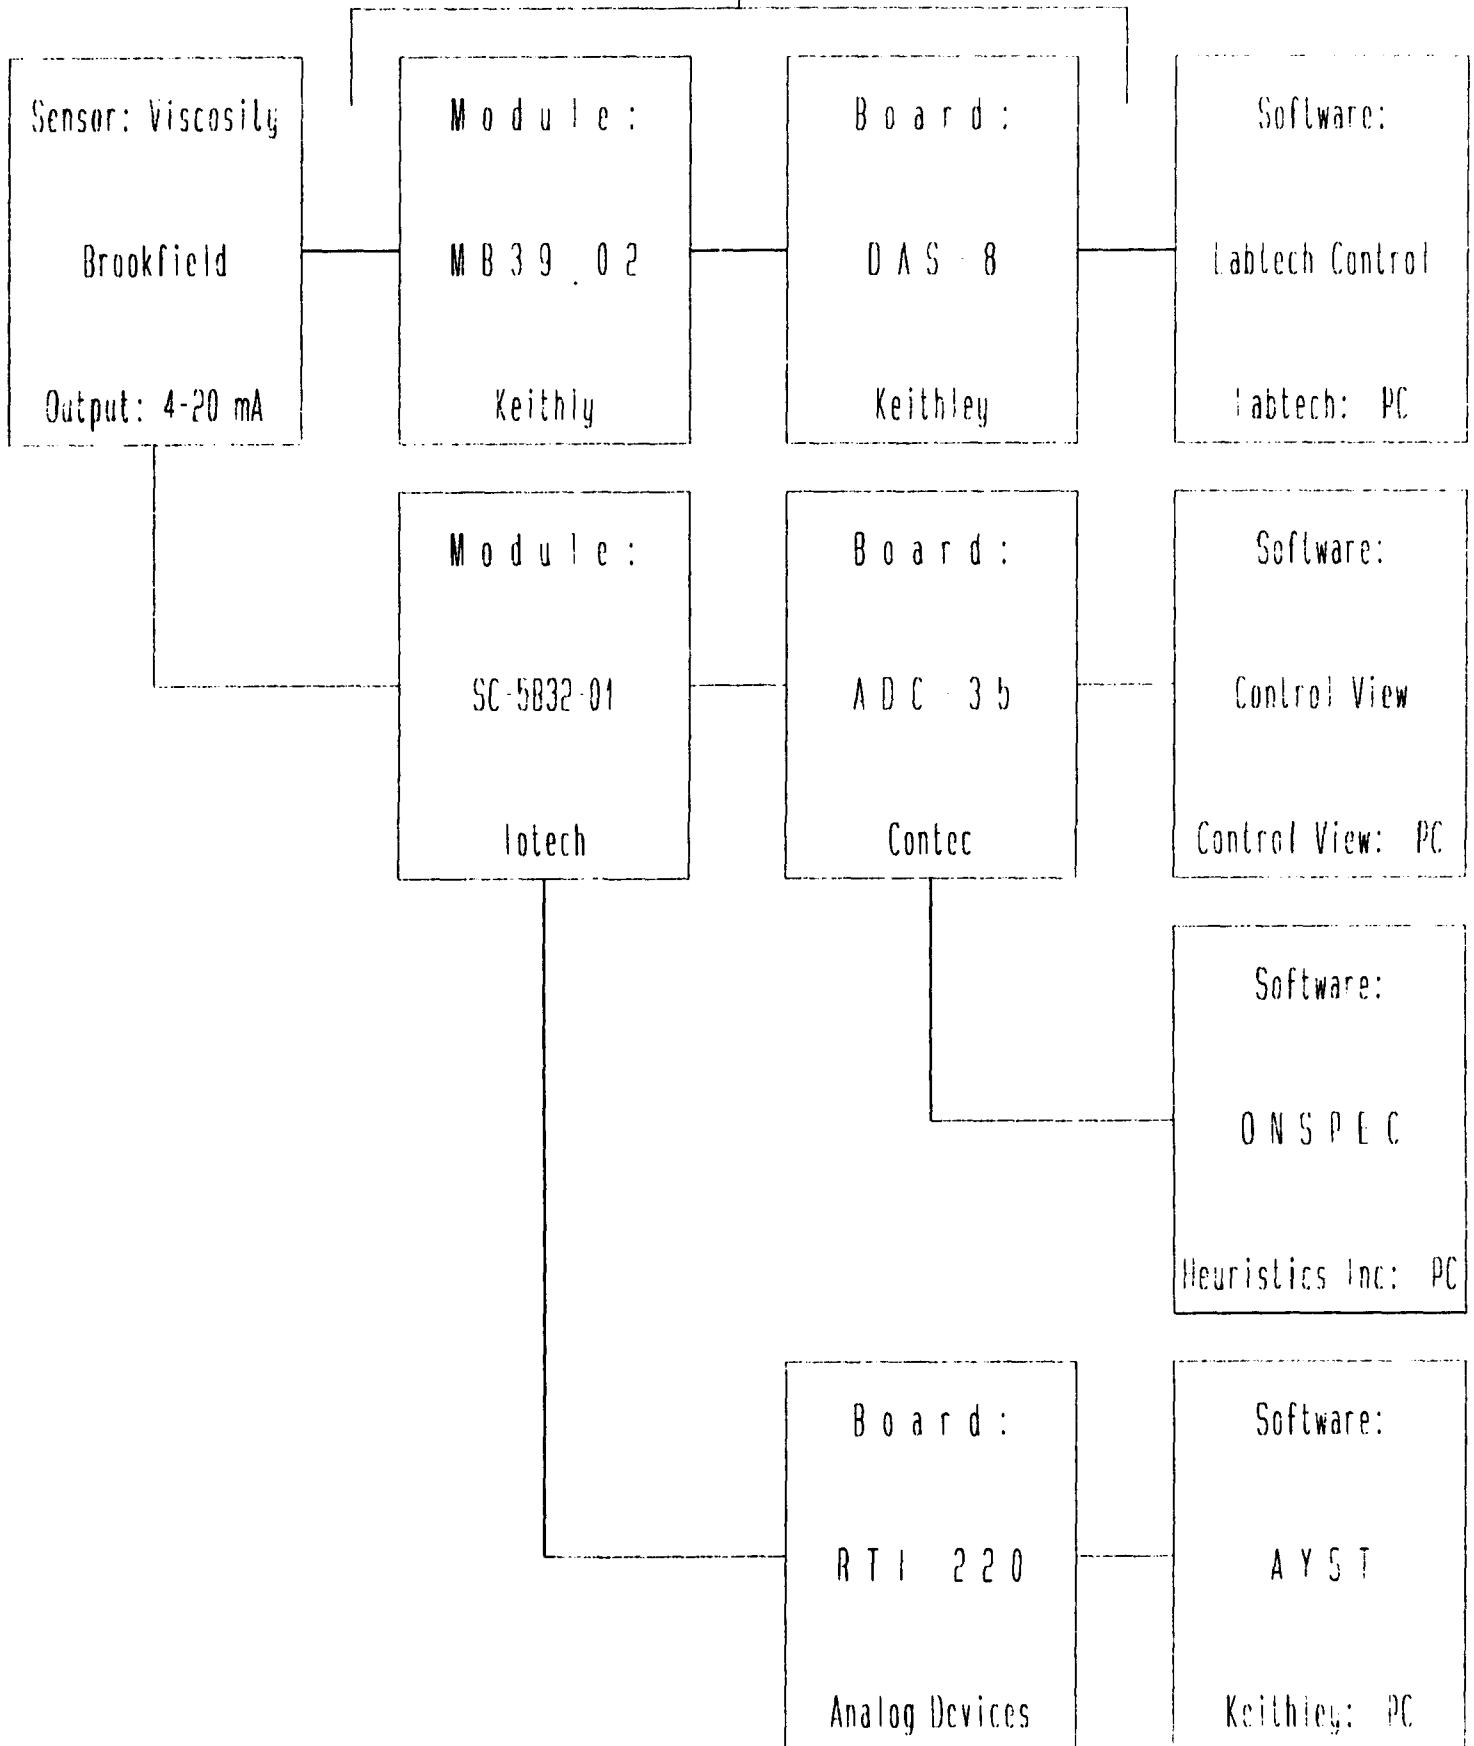 Sensor: Viscosity
Brookfield
Output: 4-20 mA
Module:
MB39.02
Keithly
Board:
DAS-8
Keithley
Software:
Labtech Control
Labtech: PC
Module:
SC-5B32-01
Iotech
Board:
ADC-35
Contec
Software:
Control View
Control View: PC
Software:
ONSPEC
Heuristics Inc: PC
Board:
RTI 220
Analog Devices
Software:
AYST
Keithley: PC